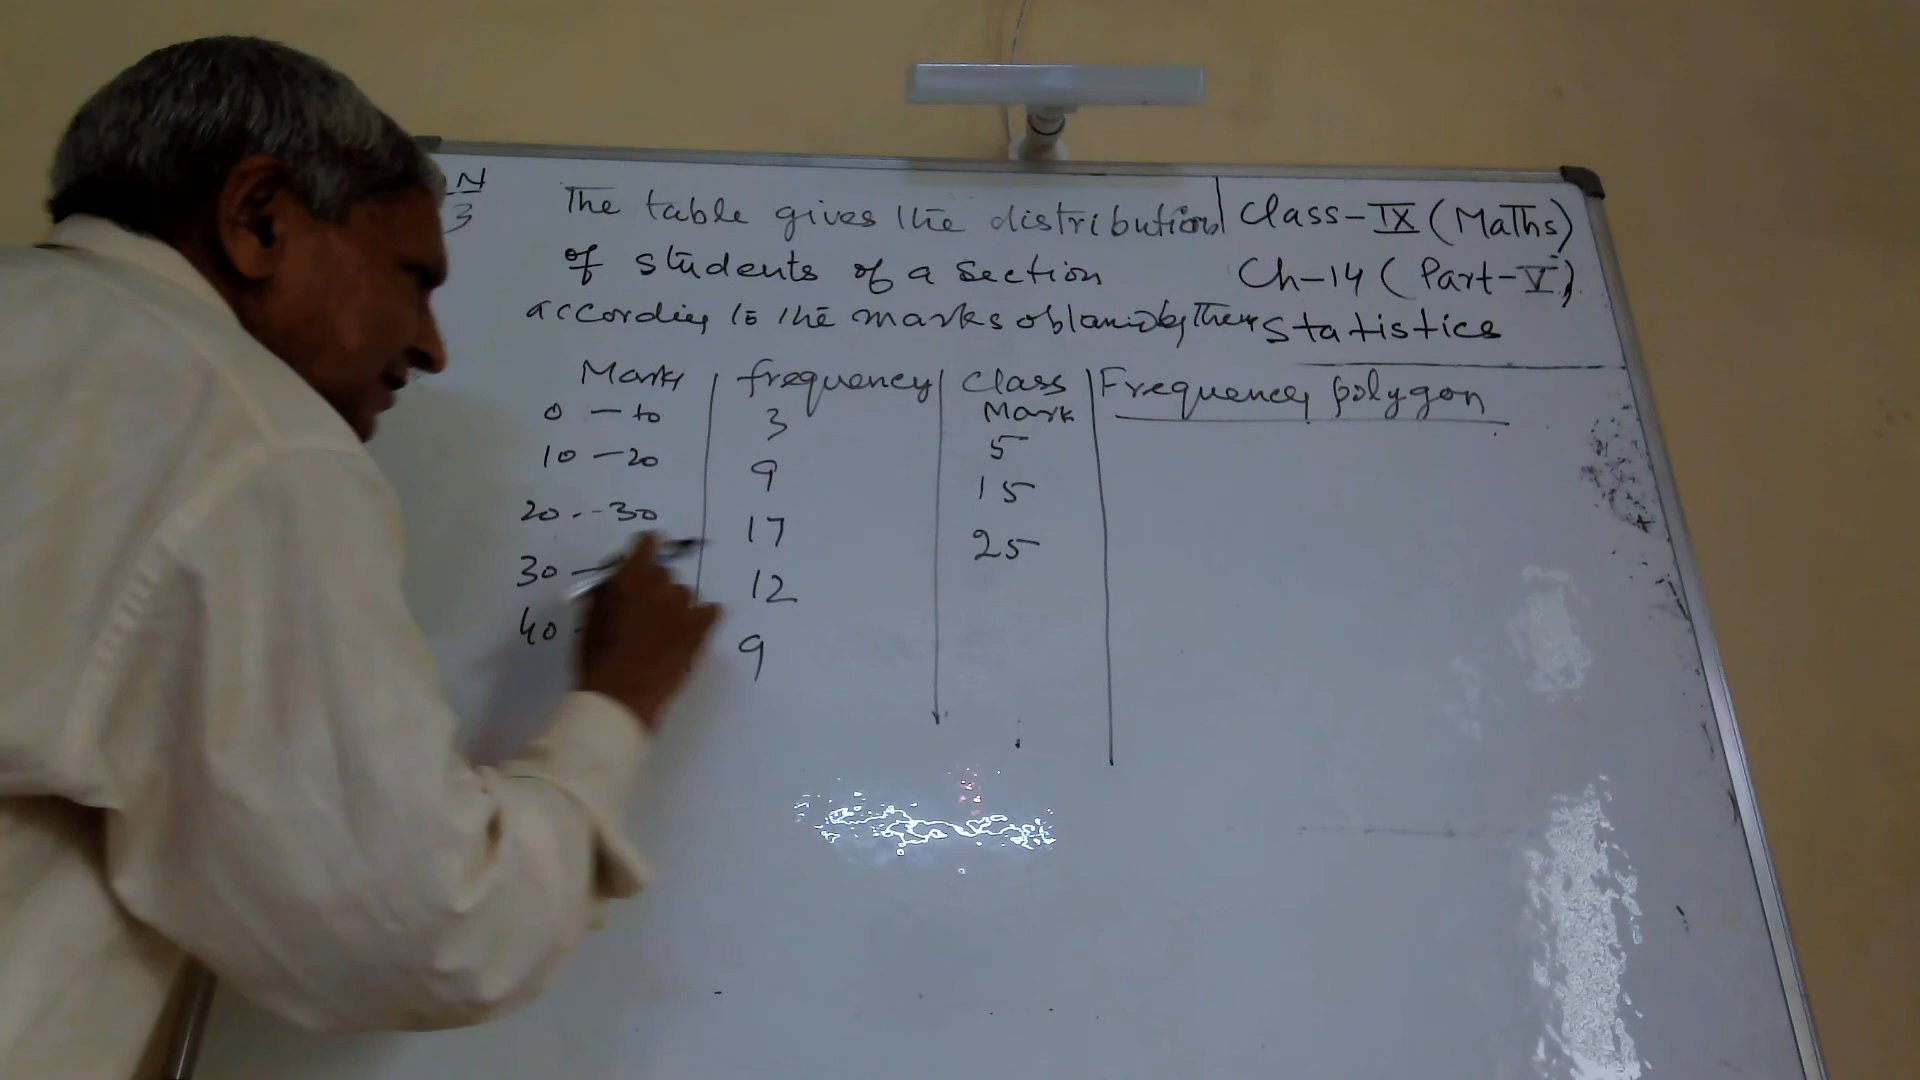 N
3
The table gives the distribution
of students of a section
according to the marks obtained by them
Class-IX (Maths)
Ch-14 (Part-V)
Statistics
Marks frequency Class Mark Frequency polygon
0 - 10 3 5
10 - 20 9 15
20 - 30 17 25
30 - 12
40 - 9